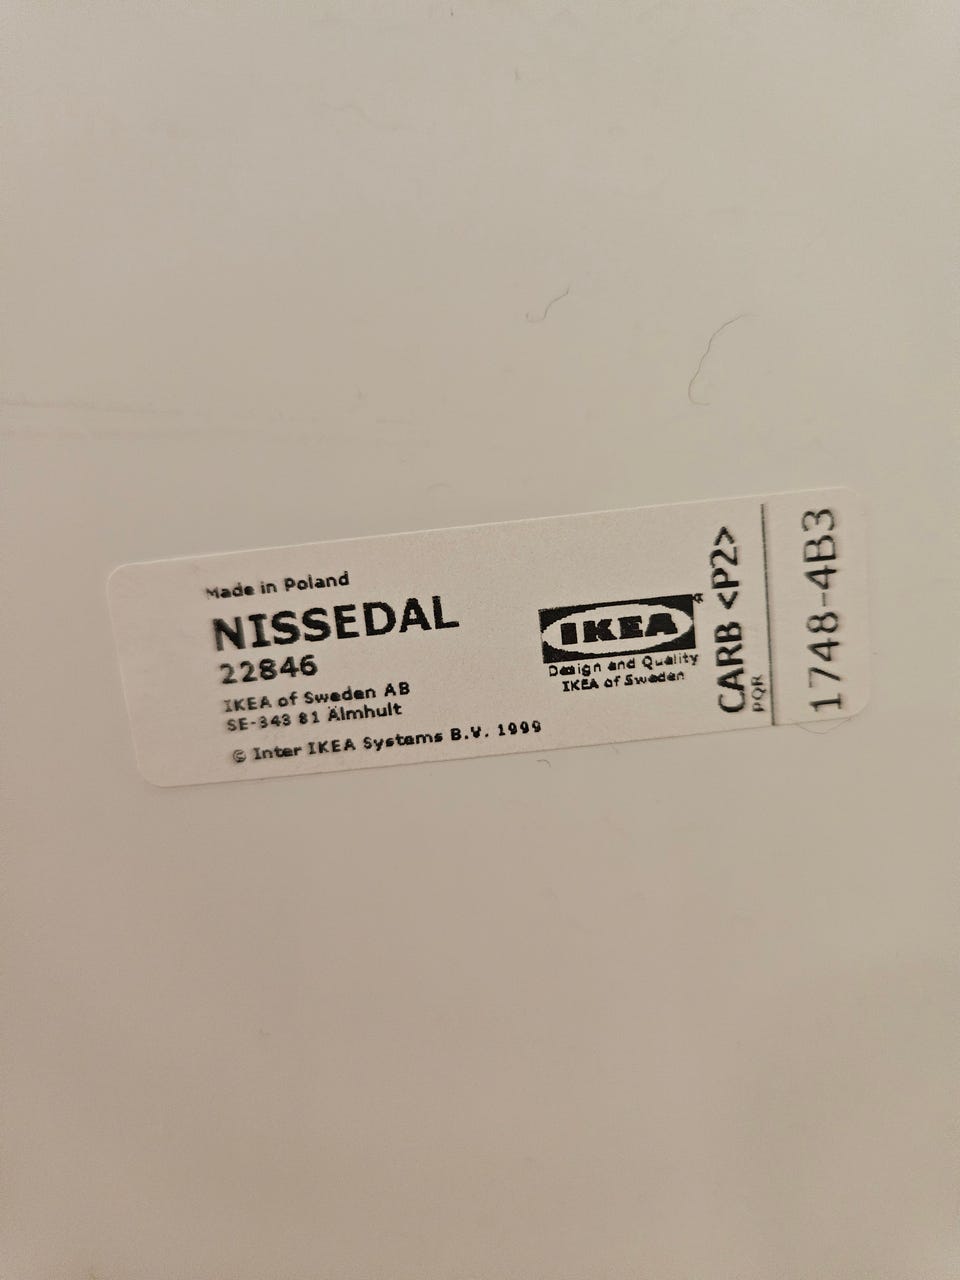 Made in Poland
NISSEDAL
22846
IKEA of Sweden AB
SE-343 81 Älmhult
© Inter IKEA Systems B.V. 1999
IKEA®
Design and Quality
IKEA of Sweden
CARB <P2>
PQR
1748-4B3